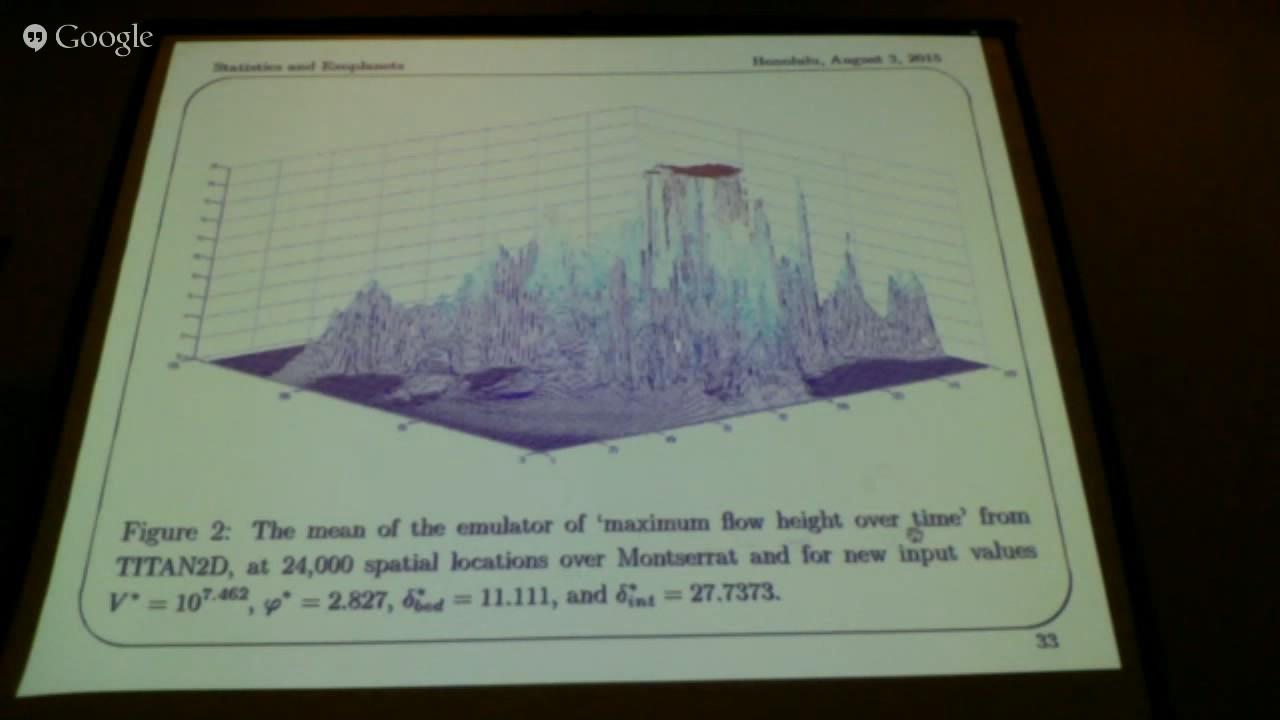 Google
Statistics and Exoplanets
Honolulu, August 3, 2015
Figure 2: The mean of the emulator of ‘maximum flow height over time’ from
TITAN2D, at 24,000 spatial locations over Montserrat and for new input values
V* = 10^7.462, φ* = 2.827, δ*bed = 11.111, and δ*int = 27.7373.
33